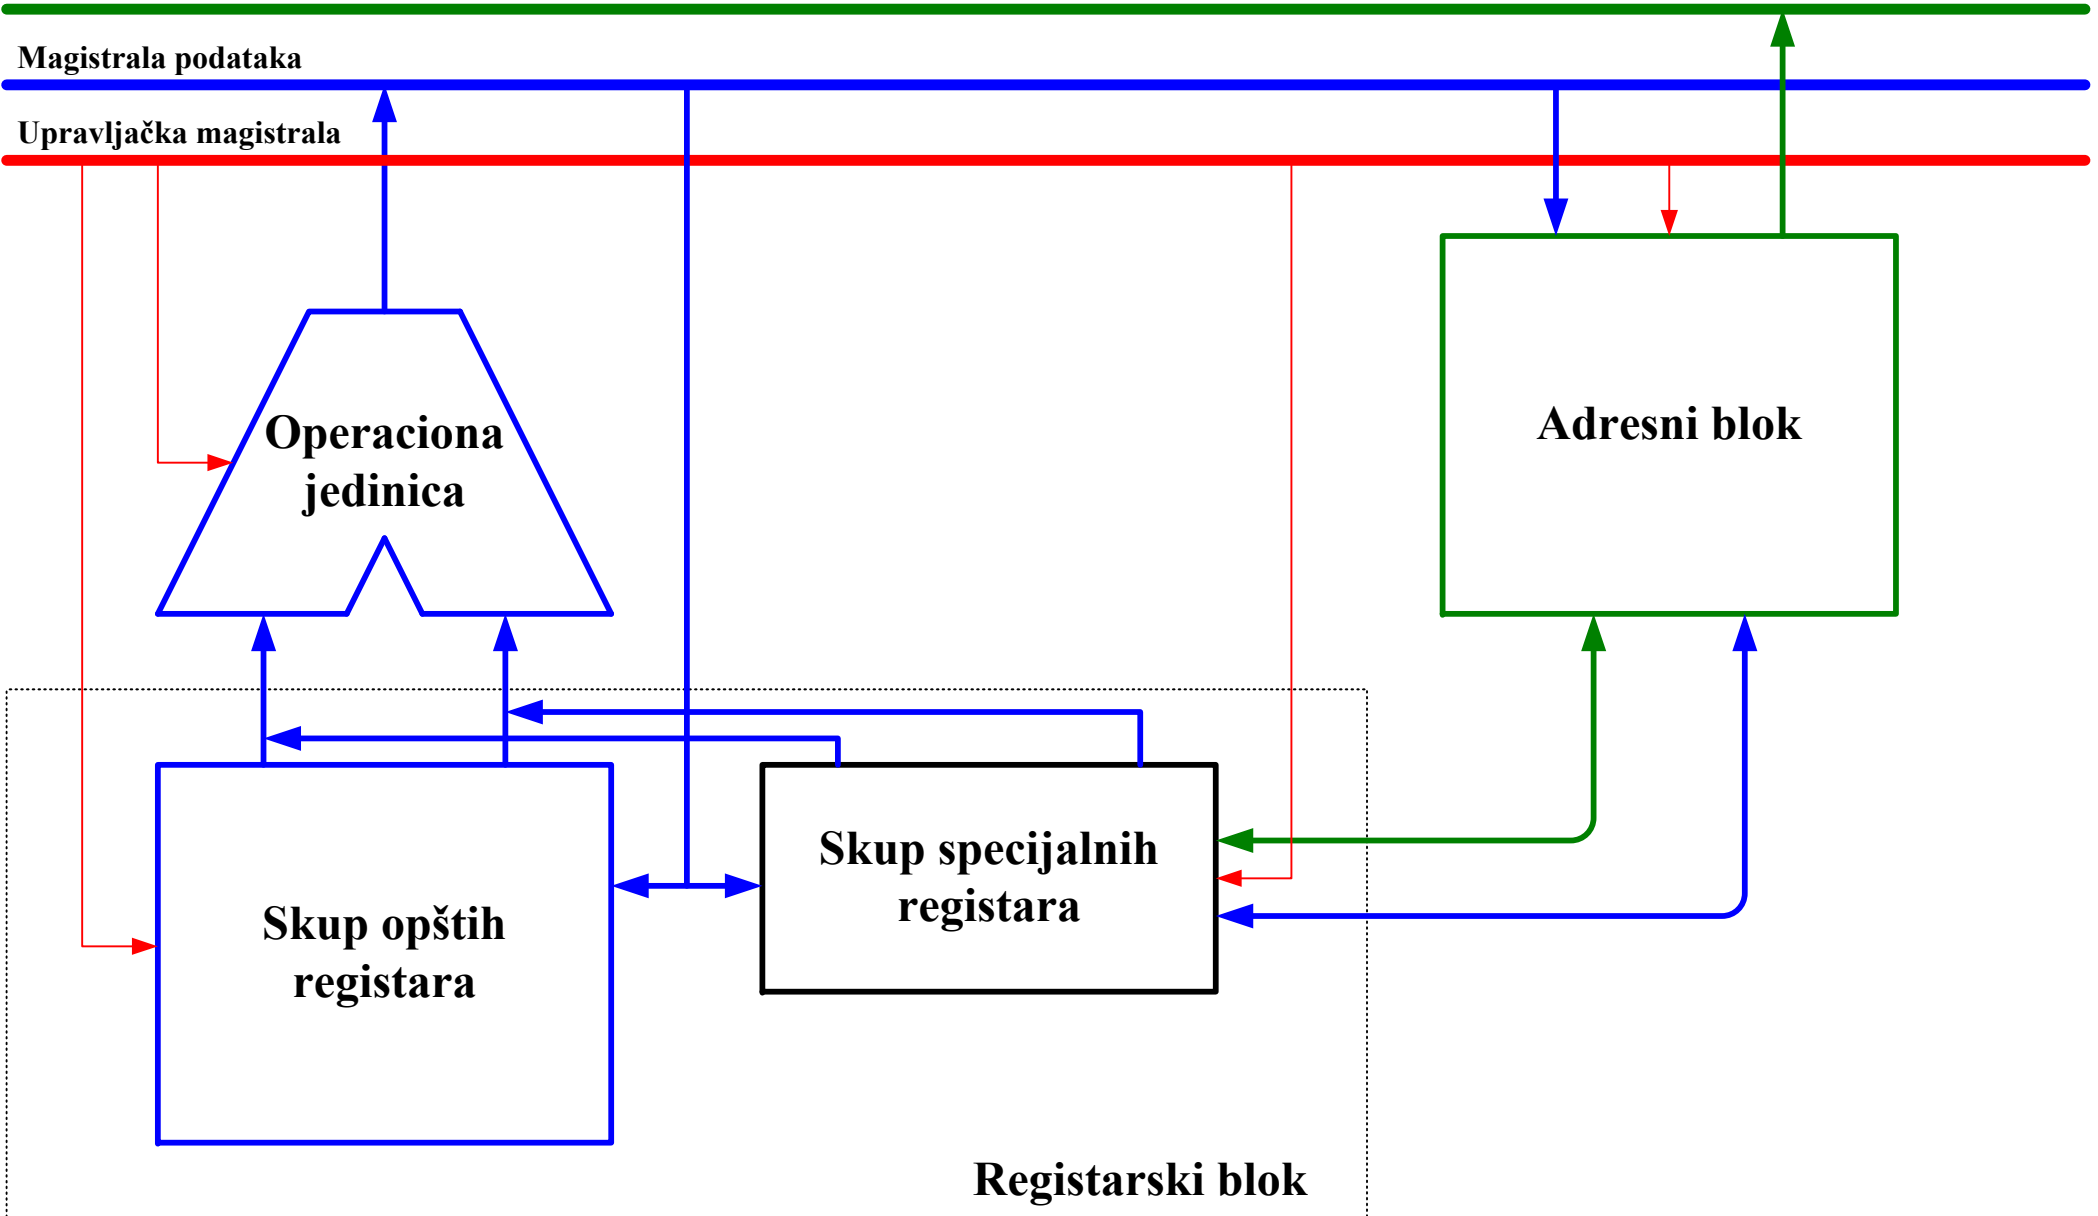 Magistrala podataka
Upravljačka magistrala
Operaciona
jedinica
Adresni blok
Skup specijalnih
registara
Skup opštih
registara
Registarski blok